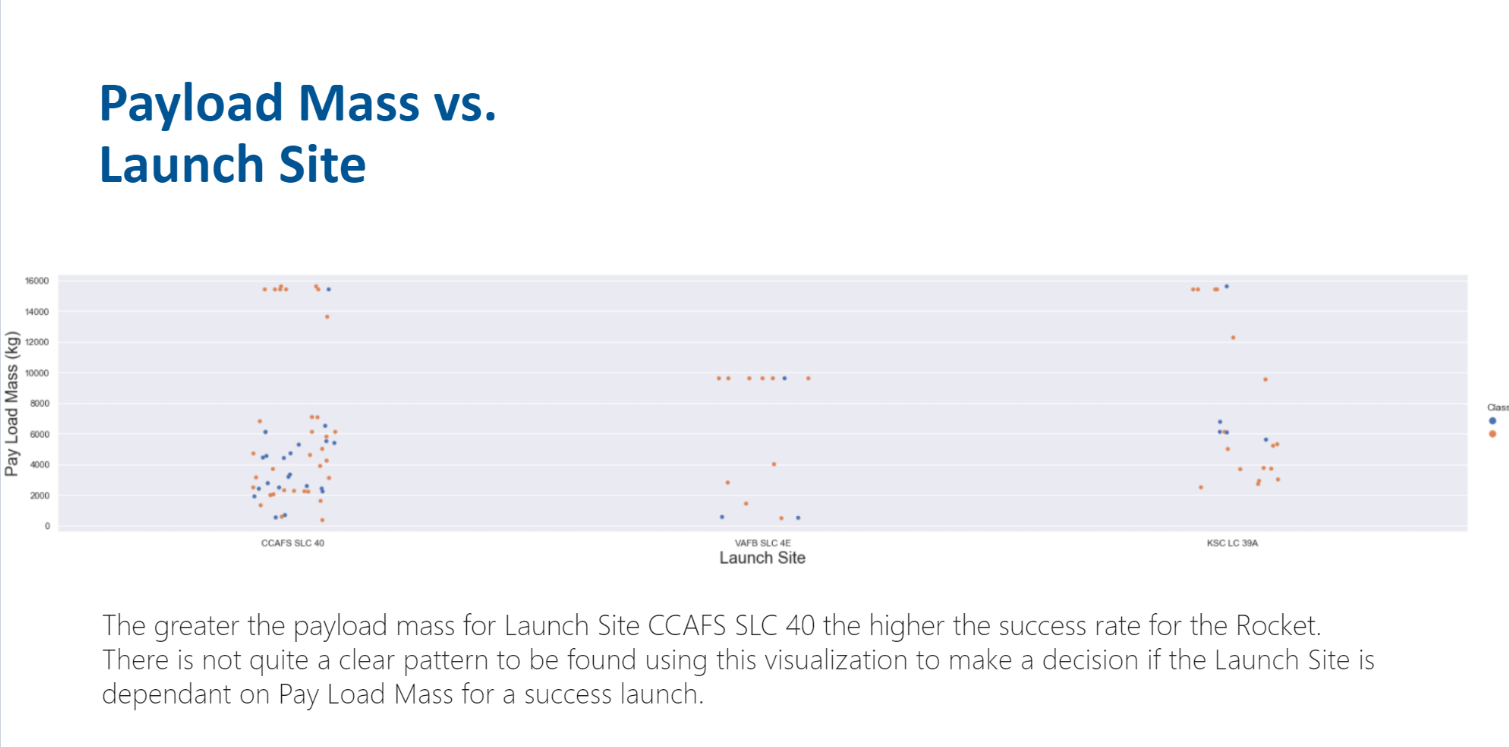 Payload Mass vs.
Launch Site
16000
14000
12000
10000
8000
6000
4000
2000
0
Pay Load Mass (kg)
CCAFS SLC 40
VAFB SLC 4E
KSC LC 39A
Launch Site
Class
The greater the payload mass for Launch Site CCAFS SLC 40 the higher the success rate for the Rocket.
There is not quite a clear pattern to be found using this visualization to make a decision if the Launch Site is
dependant on Pay Load Mass for a success launch.